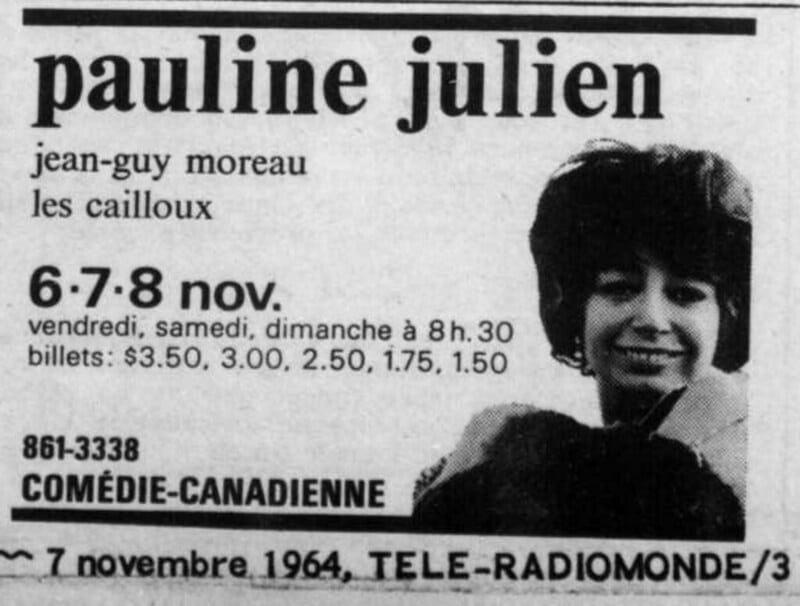 pauline julien
jean-guy moreau
les cailloux
6·7·8 nov.
vendredi, samedi, dimanche à 8h.30
billets: $3.50, 3.00, 2.50, 1.75, 1.50
861-3338
COMÉDIE-CANADIENNE
7 novembre 1964, TELE-RADIOMONDE/3